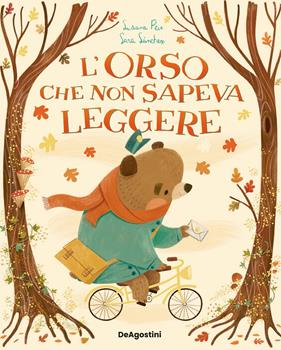 Susana Peix
Sara Sánchez
L'ORSO
CHE NON SAPEVA
LEGGERE
DeAgostini